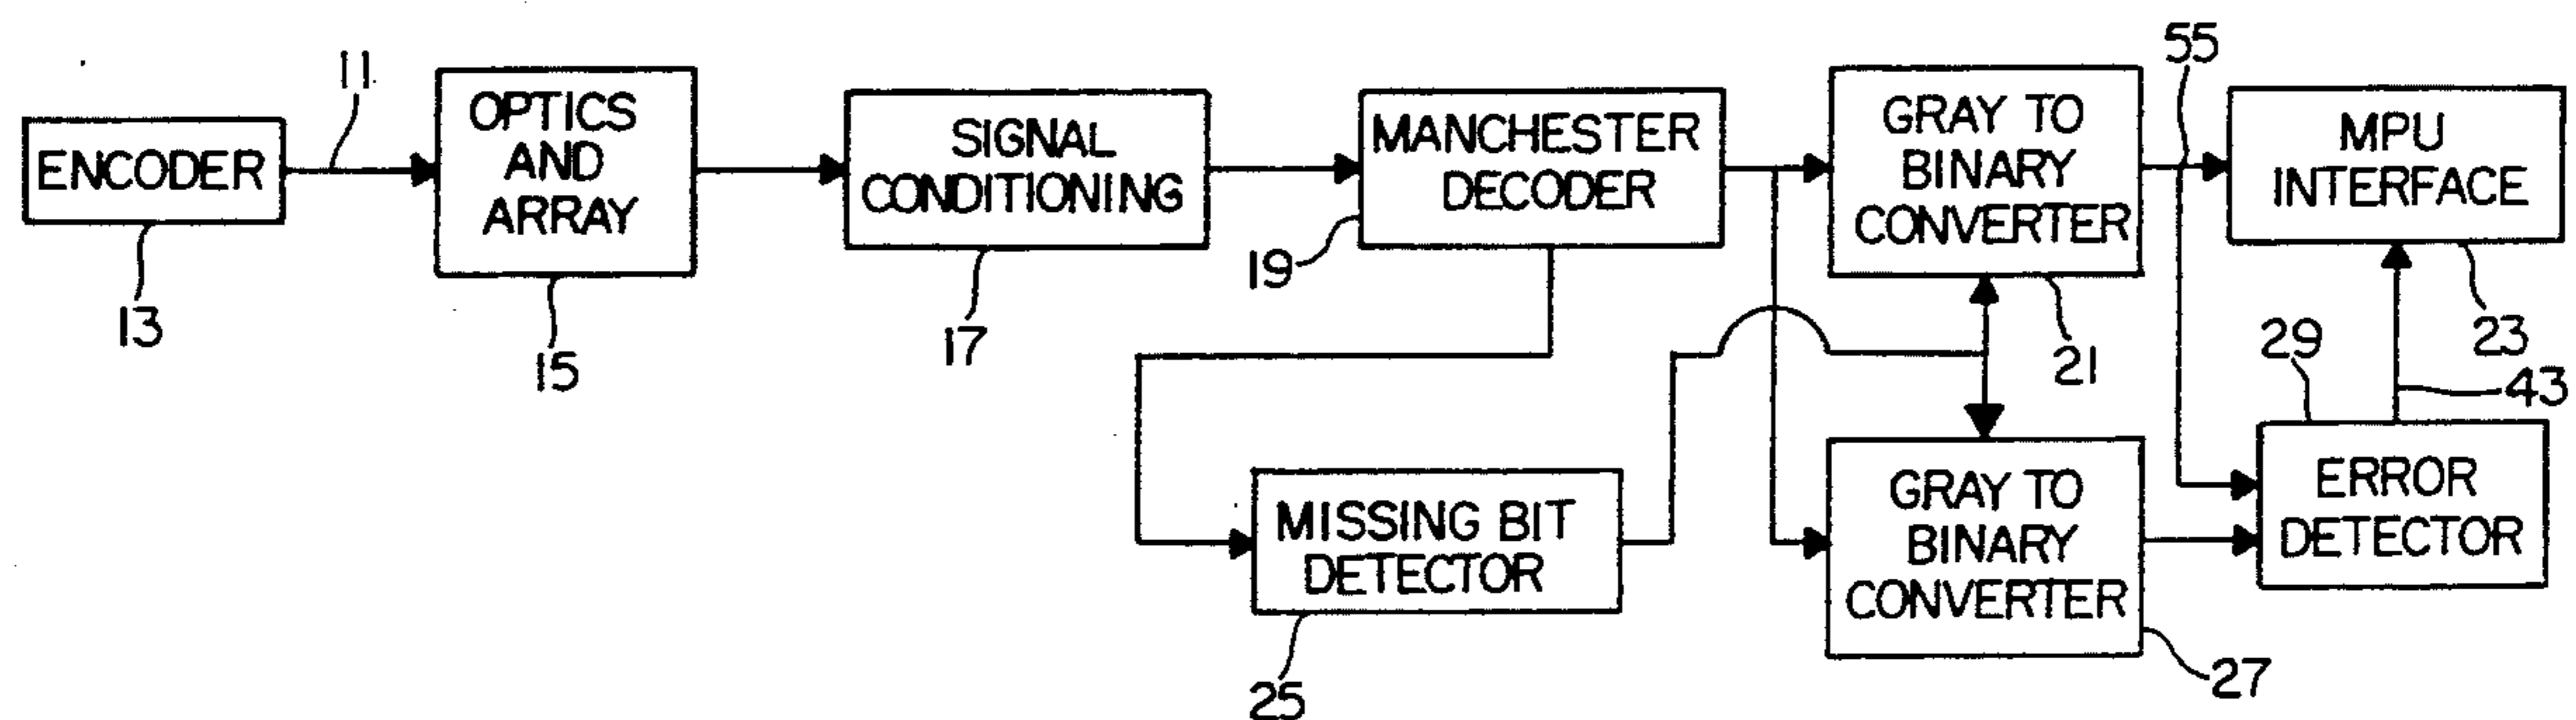 ENCODER
11
13
OPTICS
AND
ARRAY
15
SIGNAL
CONDITIONING
17
MANCHESTER
DECODER
19
GRAY TO
BINARY
CONVERTER
21
55
MPU
INTERFACE
23
MISSING BIT
DETECTOR
25
GRAY TO
BINARY
CONVERTER
27
29
43
ERROR
DETECTOR